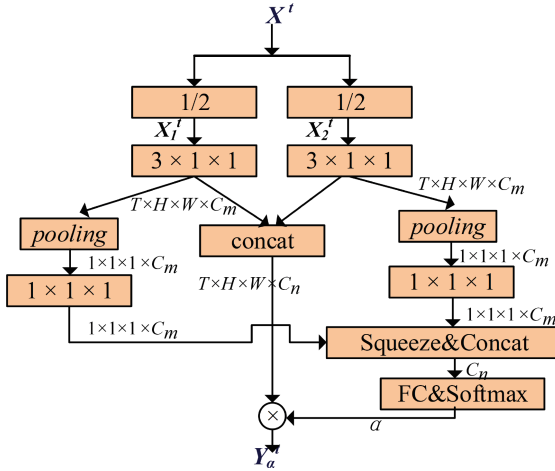 X^t
1/2
1/2
X_1^t
X_2^t
3 × 1 × 1
3 × 1 × 1
T×H×W×C_m
T×H×W×C_m
pooling
concat
pooling
1×1×1×C_m
T×H×W×C_n
1×1×1×C_m
1 × 1 × 1
1 × 1 × 1
1×1×1×C_m
1×1×1×C_m
Squeeze&Concat
C_n
FC&Softmax
×
α
Y_α^t